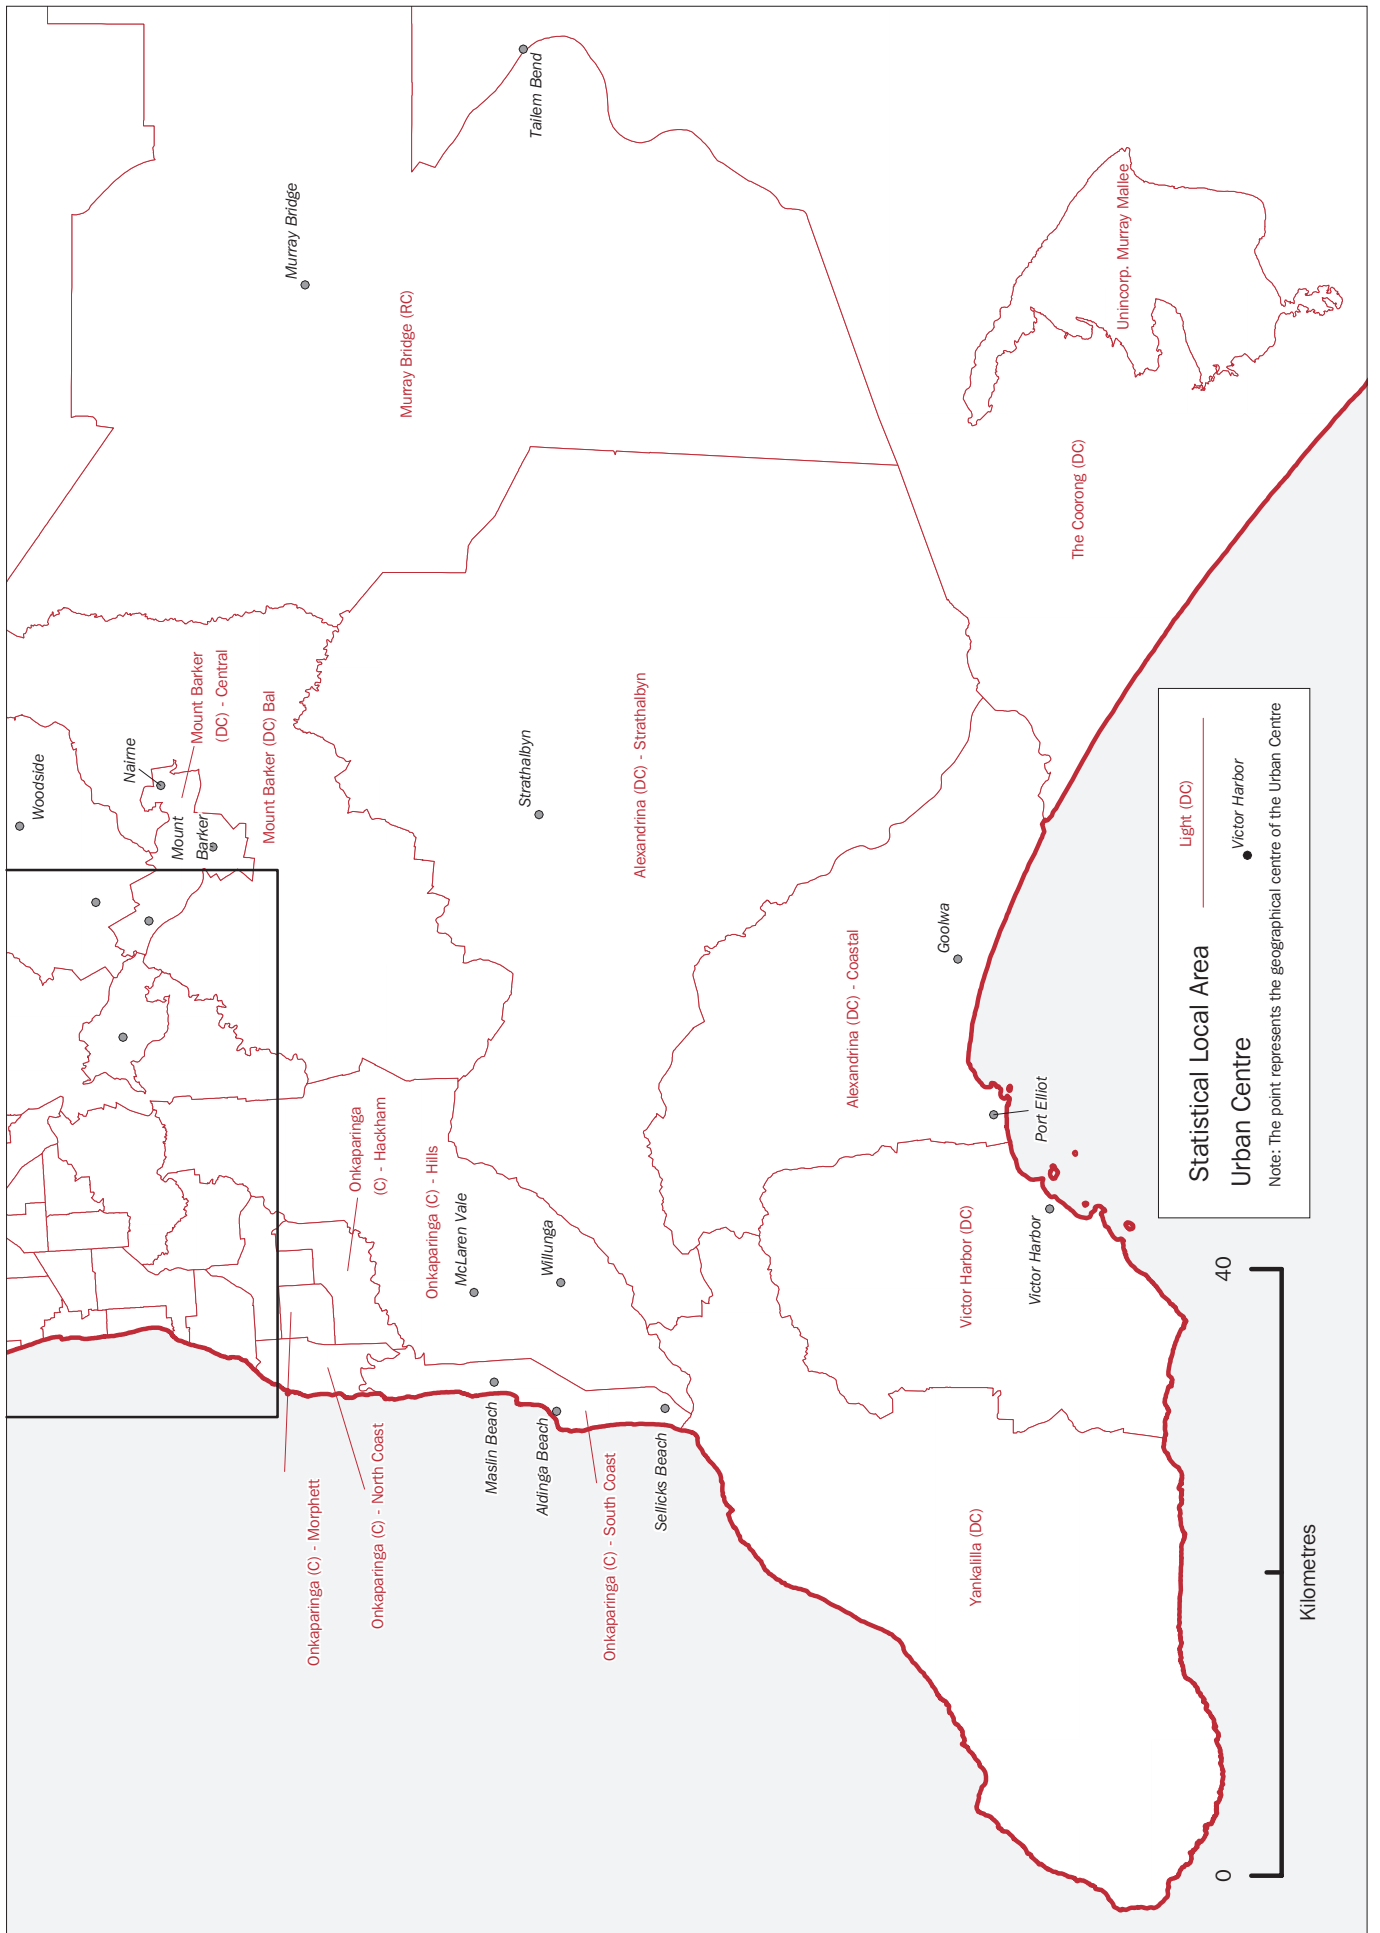 Tailem Bend
Murray Bridge
Murray Bridge (RC)
Unincorp. Murray Mallee
The Coorong (DC)
Woodside
Nairne
Mount Barker
(DC) - Central
Mount
Barker
Mount Barker (DC) Bal
Strathalbyn
Alexandrina (DC) - Strathalbyn
Goolwa
Alexandrina (DC) - Coastal
Port Elliot
Onkaparinga
(C) - Hackham
Onkaparinga (C) - Hills
McLaren Vale
Willunga
Victor Harbor (DC)
Victor Harbor
Maslin Beach
Aldinga Beach
Sellicks Beach
Onkaparinga (C) - Morphett
Onkaparinga (C) - North Coast
Onkaparinga (C) - South Coast
Yankalilla (DC)
Statistical Local Area
Light (DC)
Urban Centre
Victor Harbor
Note: The point represents the geographical centre of the Urban Centre
0
40
Kilometres